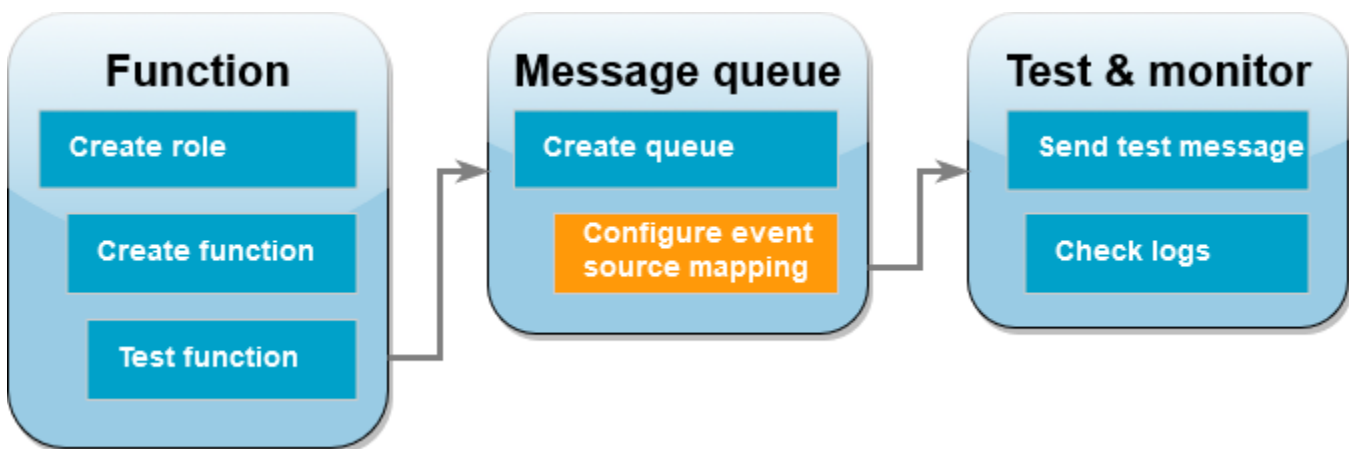 Function
Create role
Create function
Test function
Message queue
Create queue
Configure event
source mapping
Test & monitor
Send test message
Check logs